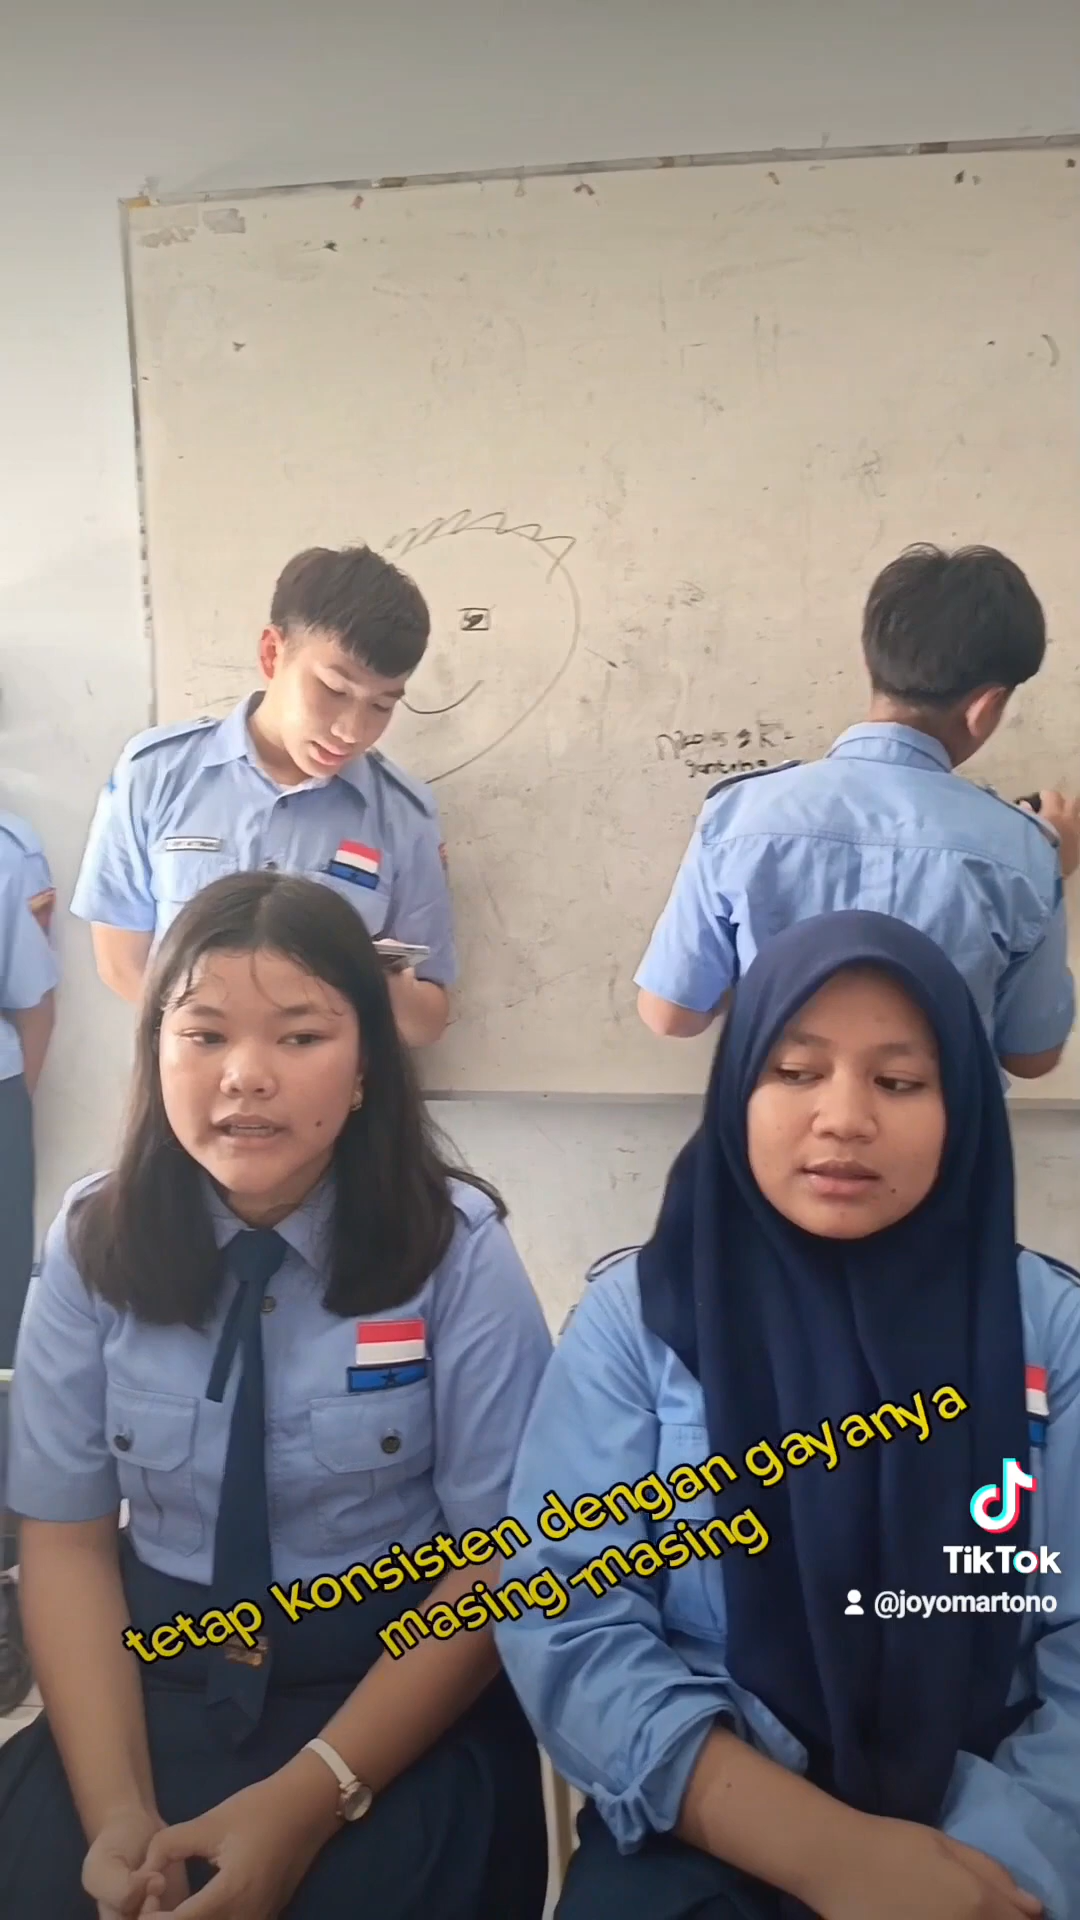 tetap konsisten dengan gayanya
masing-masing
TikTok
@joyomartono